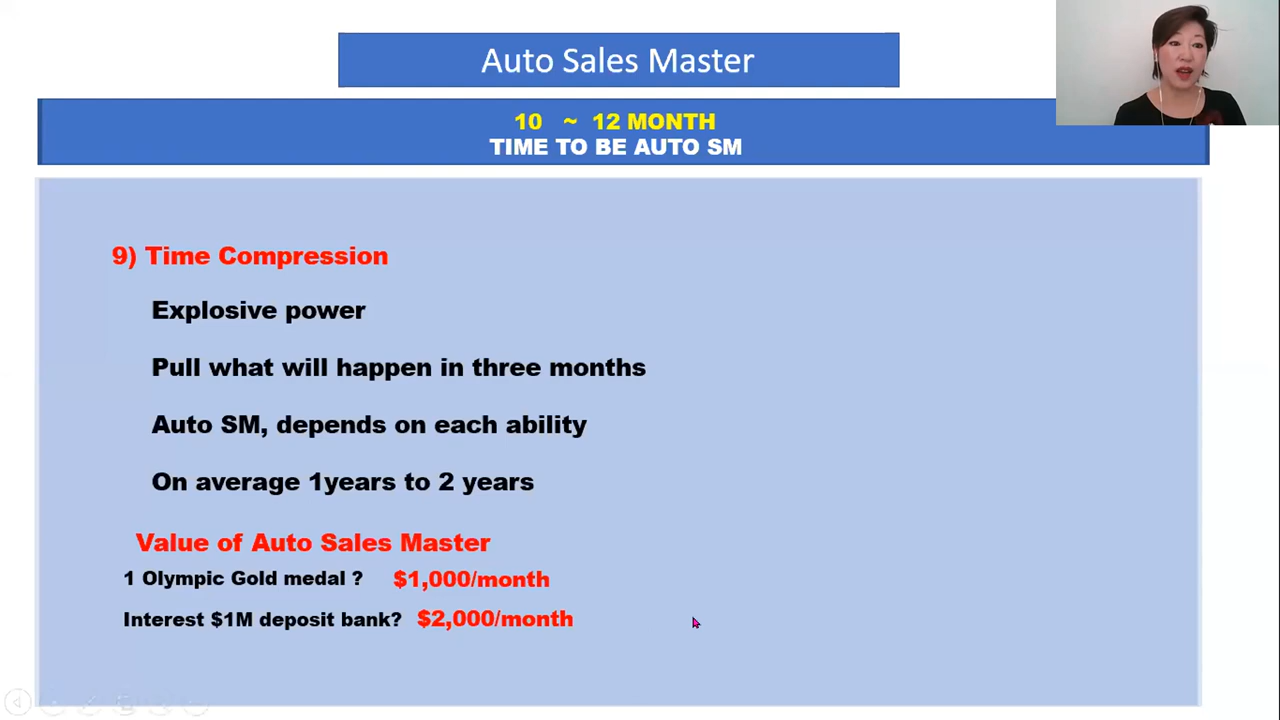 Auto Sales Master
10 ~ 12 MONTH
TIME TO BE AUTO SM
9) Time Compression
Explosive power
Pull what will happen in three months
Auto SM, depends on each ability
On average 1years to 2 years
Value of Auto Sales Master
1 Olympic Gold medal ? $1,000/month
Interest $1M deposit bank? $2,000/month